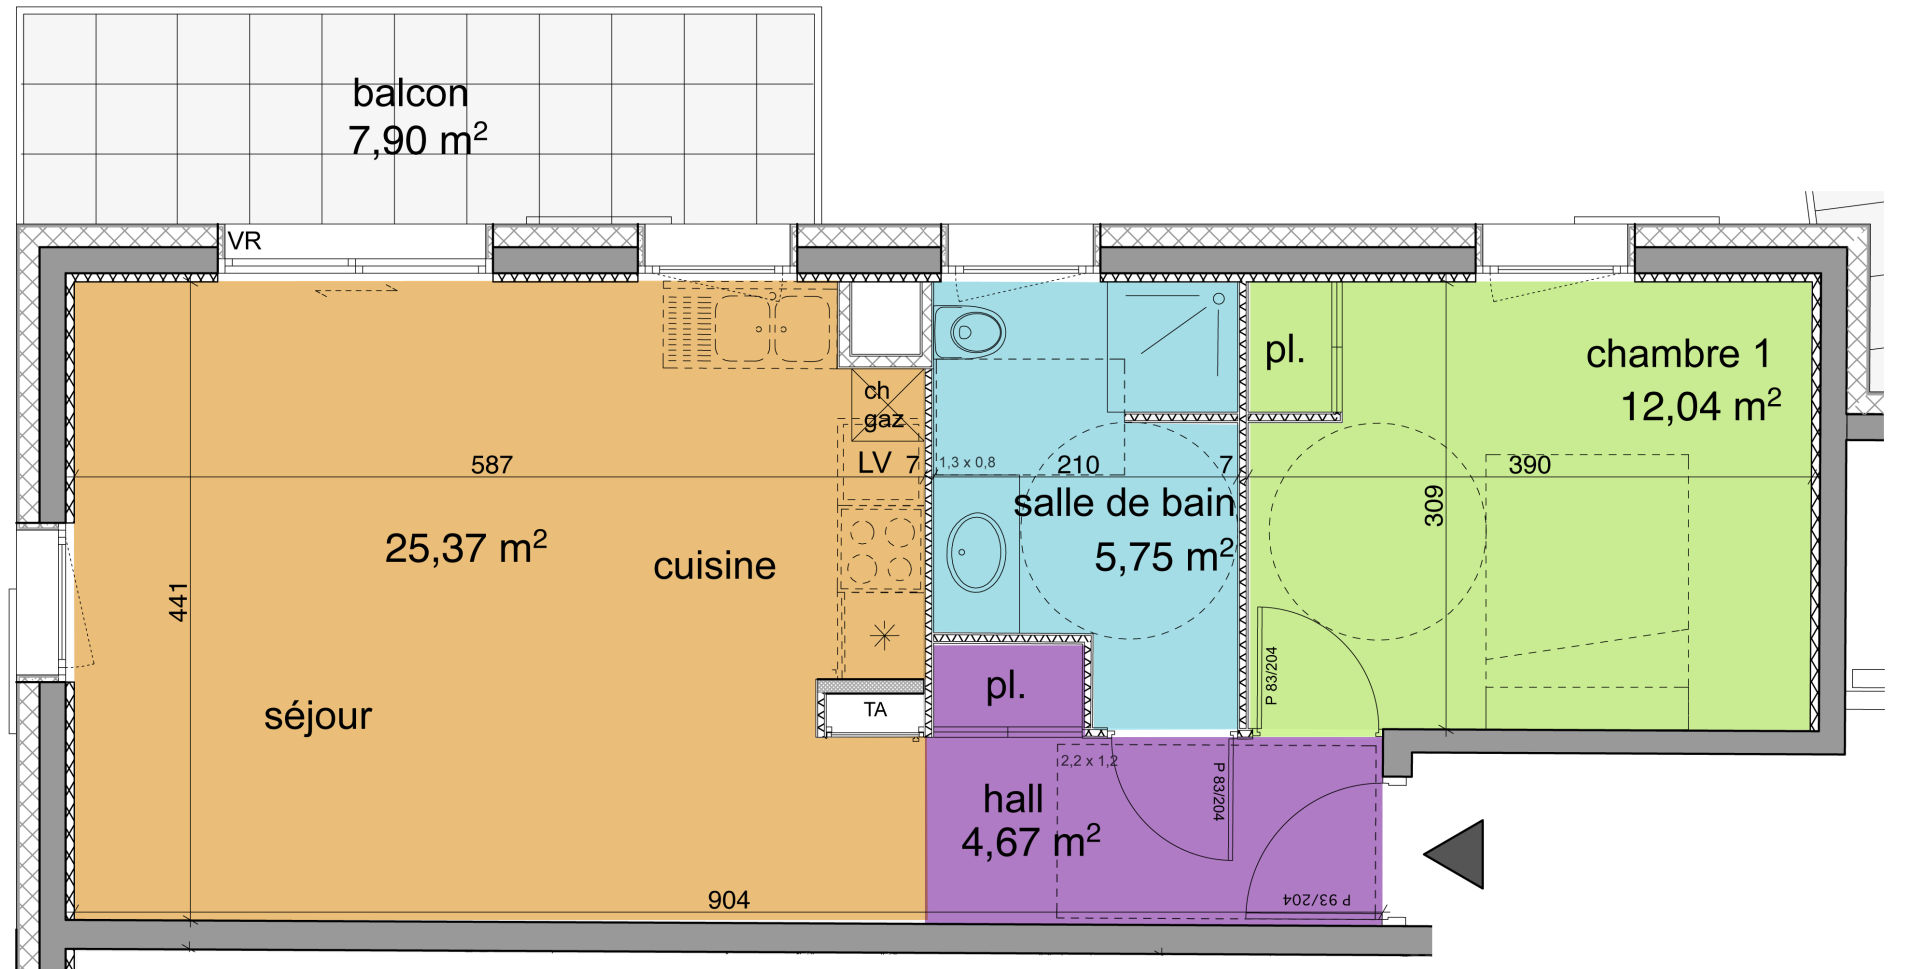 balcon
7,90 m²
VR
pl.
chambre 1
12,04 m²
ch
gaz
587
LV
7
1,3 x 0,8
210
7
390
salle de bain
309
25,37 m²
cuisine
5,75 m²
441
P 83/204
pl.
séjour
TA
2,2 x 1,2
P 83/204
hall
4,67 m²
904
P 93/204